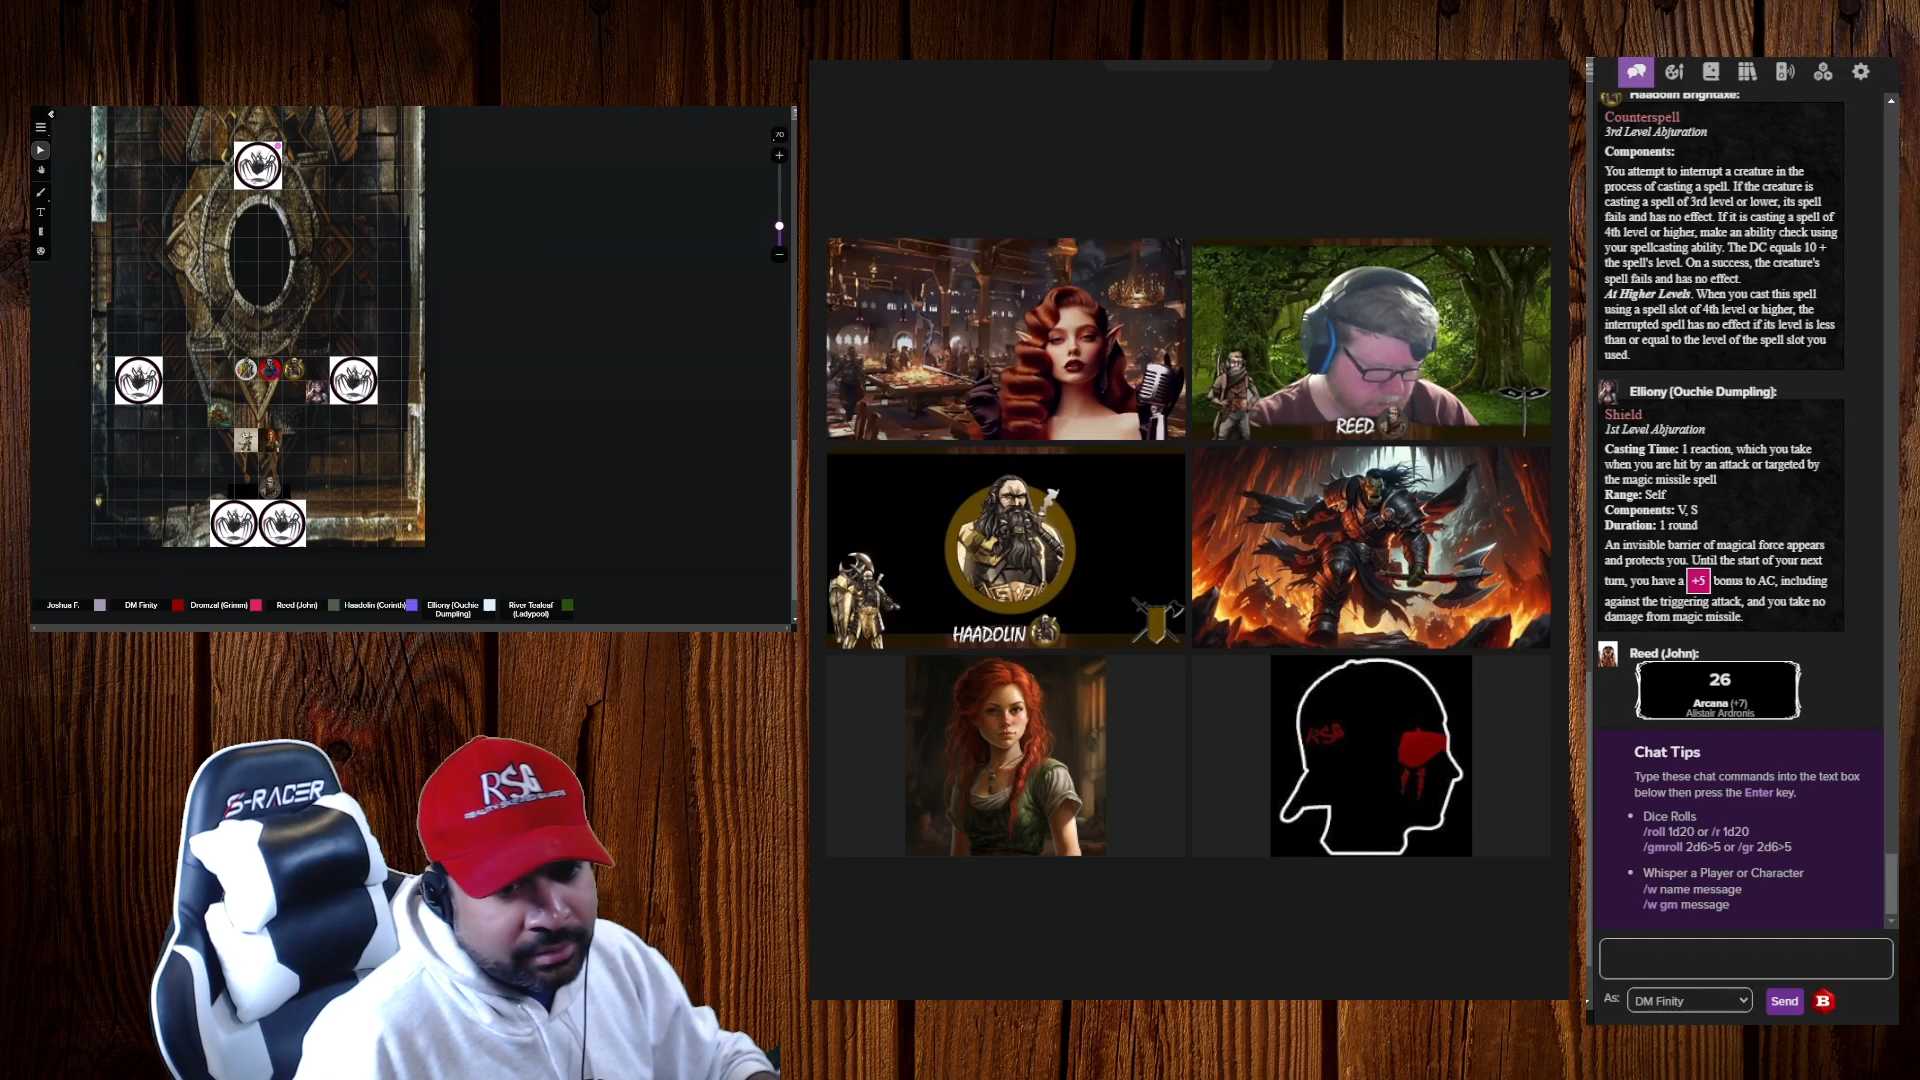 70
Joshua F.
DM Finity
Dromzal (Grimm)
Reed (John)
Haadolin (Corinth)
Elliony (Ouchie
Dumpling)
River Tealeaf
(Ladypool)
S-RACER
RSG
REED
HAADOLIN
RSG
Haadolin Brightaxe:
Counterspell
3rd Level Abjuration
Components:
You attempt to interrupt a creature in the
process of casting a spell. If the creature is
casting a spell of 3rd level or lower, its spell
fails and has no effect. If it is casting a spell of
4th level or higher, make an ability check using
your spellcasting ability. The DC equals 10 +
the spell's level. On a success, the creature's
spell fails and has no effect.
At Higher Levels. When you cast this spell
using a spell slot of 4th level or higher, the
interrupted spell has no effect if its level is less
than or equal to the level of the spell slot you
used.
Elliony (Ouchie Dumpling):
Shield
1st Level Abjuration
Casting Time: 1 reaction, which you take
when you are hit by an attack or targeted by
the magic missile spell
Range: Self
Components: V, S
Duration: 1 round
An invisible barrier of magical force appears
and protects you. Until the start of your next
turn, you have a +5 bonus to AC, including
against the triggering attack, and you take no
damage from magic missile.
Reed (John):
26
Arcana (+7)
Alistair Ardronis
Chat Tips
Type these chat commands into the text box
below then press the Enter key.
Dice Rolls
/roll 1d20 or /r 1d20
/gmroll 2d6>5 or /gr 2d6>5
Whisper a Player or Character
/w name message
/w gm message
As:
DM Finity
Send
B